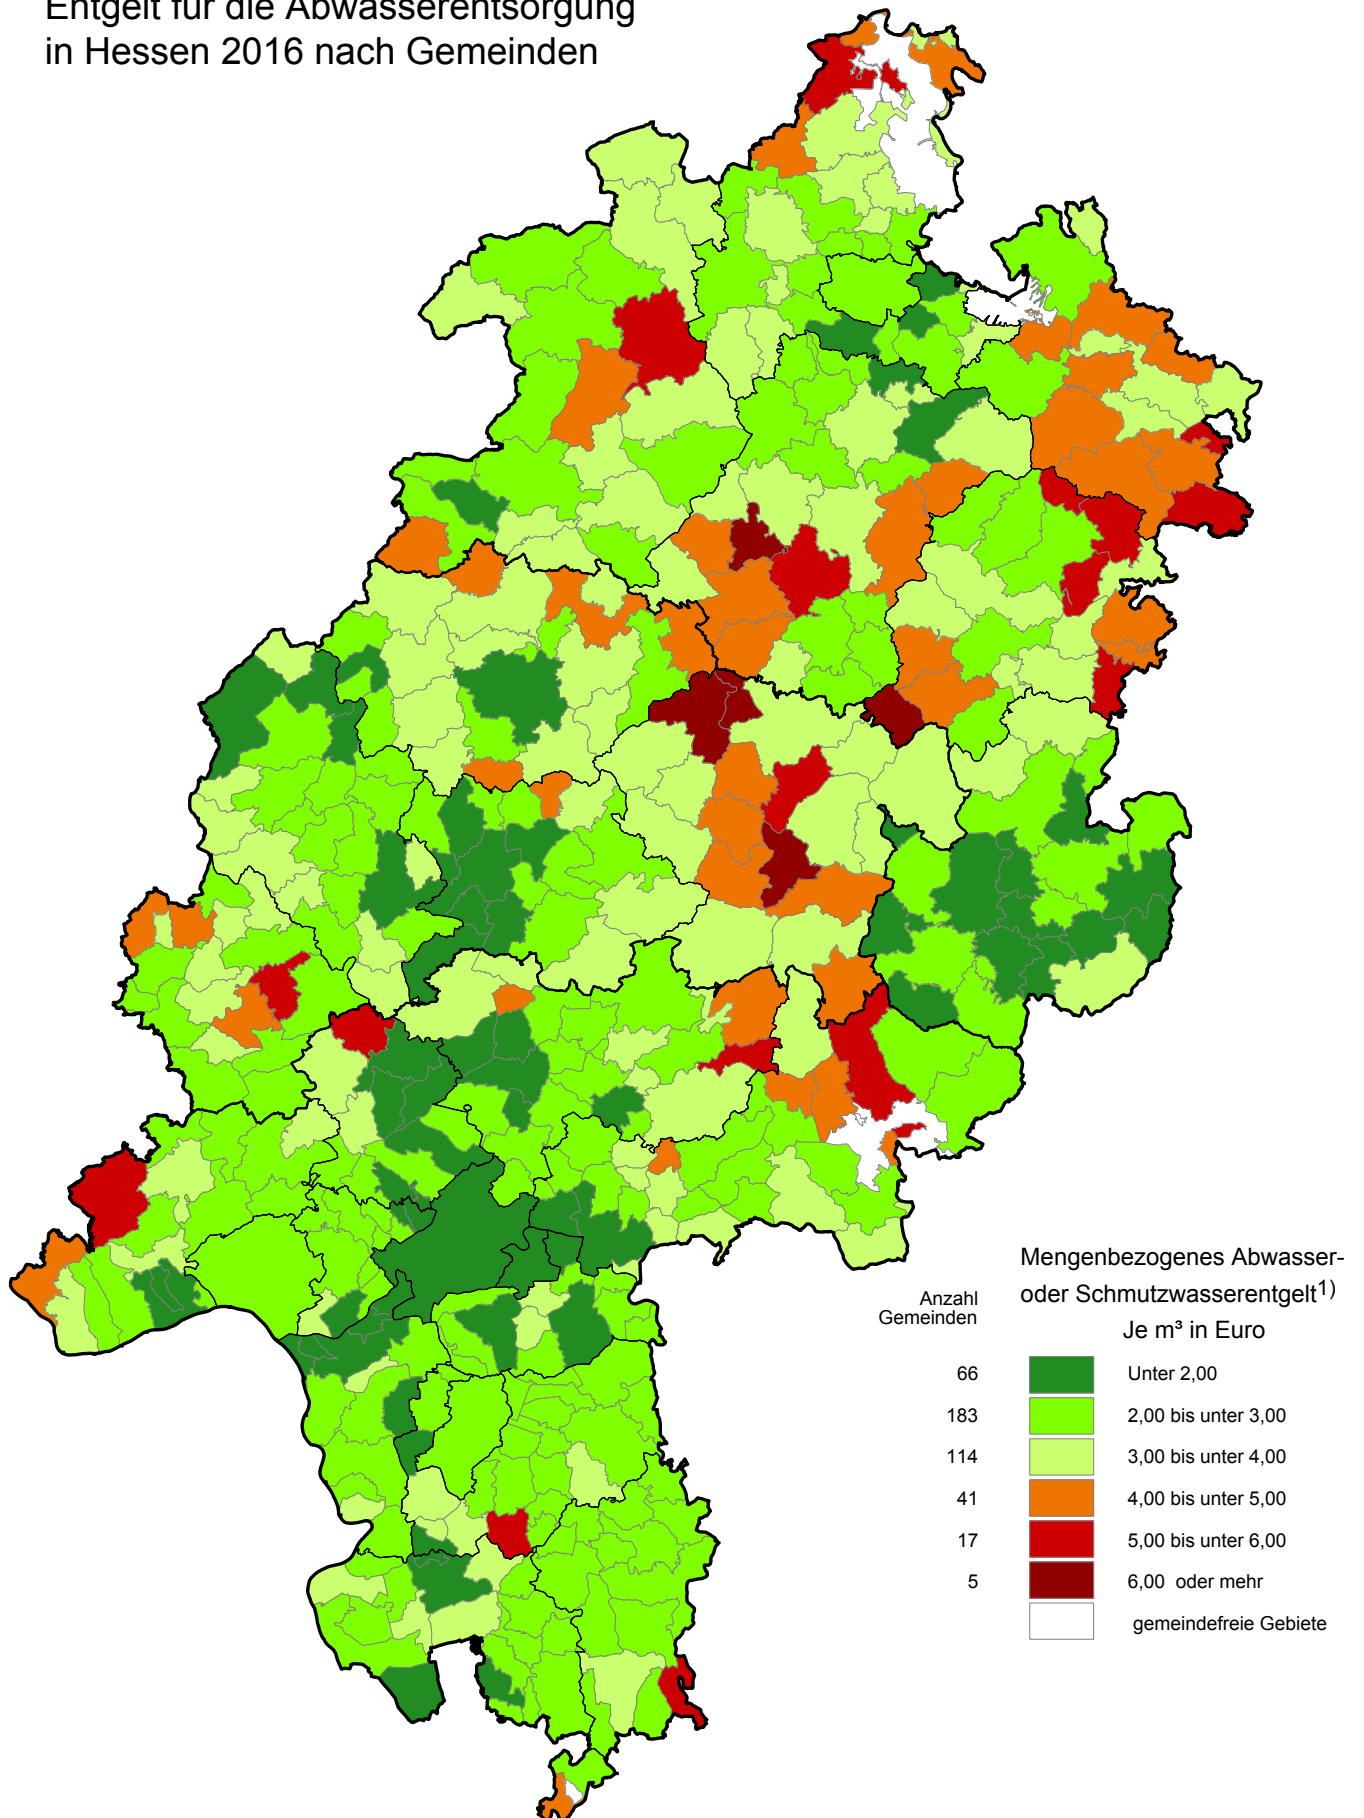 Entgelt für die Abwasserentsorgung
in Hessen 2016 nach Gemeinden
Mengenbezogenes Abwasser-
oder Schmutzwasserentgelt1)
Je m³ in Euro
Anzahl
Gemeinden
66 Unter 2,00
183 2,00 bis unter 3,00
114 3,00 bis unter 4,00
41 4,00 bis unter 5,00
17 5,00 bis unter 6,00
5 6,00 oder mehr
gemeindefreie Gebiete